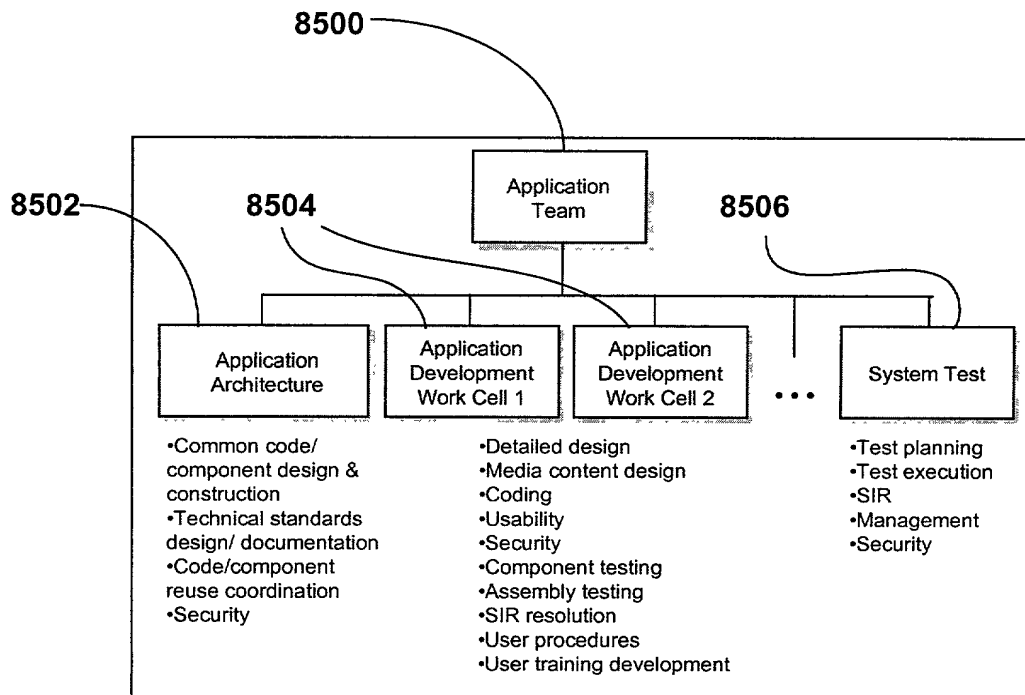 8500
8502
8504
8506
Application
Team
Application
Architecture
Application
Development
Work Cell 1
Application
Development
Work Cell 2
...
System Test
•Common code/
component design &
construction
•Technical standards
design/ documentation
•Code/component
reuse coordination
•Security
•Detailed design
•Media content design
•Coding
•Usability
•Security
•Component testing
•Assembly testing
•SIR resolution
•User procedures
•User training development
•Test planning
•Test execution
•SIR
•Management
•Security